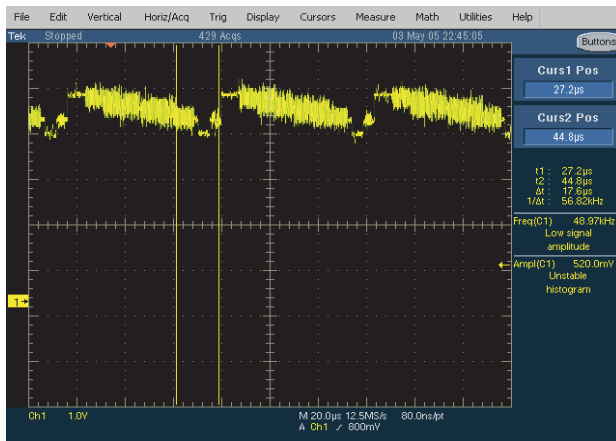 File Edit Vertical Horiz/Acq Trig Display Cursors Measure Math Utilities Help
Tek Stopped 429 Acqs 03 May 05 22:45:05
Buttons
Curs1 Pos
27.2µs
Curs2 Pos
44.8µs
t1: 27.2µs
t2: 44.8µs
Δt: 17.6µs
1/Δt: 56.82kHz
Freq(C1) 48.97kHz
Low signal
amplitude
Ampl(C1) 520.0mV
Unstable
histogram
1
Ch1 1.0V M 20.0µs 12.5MS/s 80.0ns/pt
A Ch1 ∕ 800mV